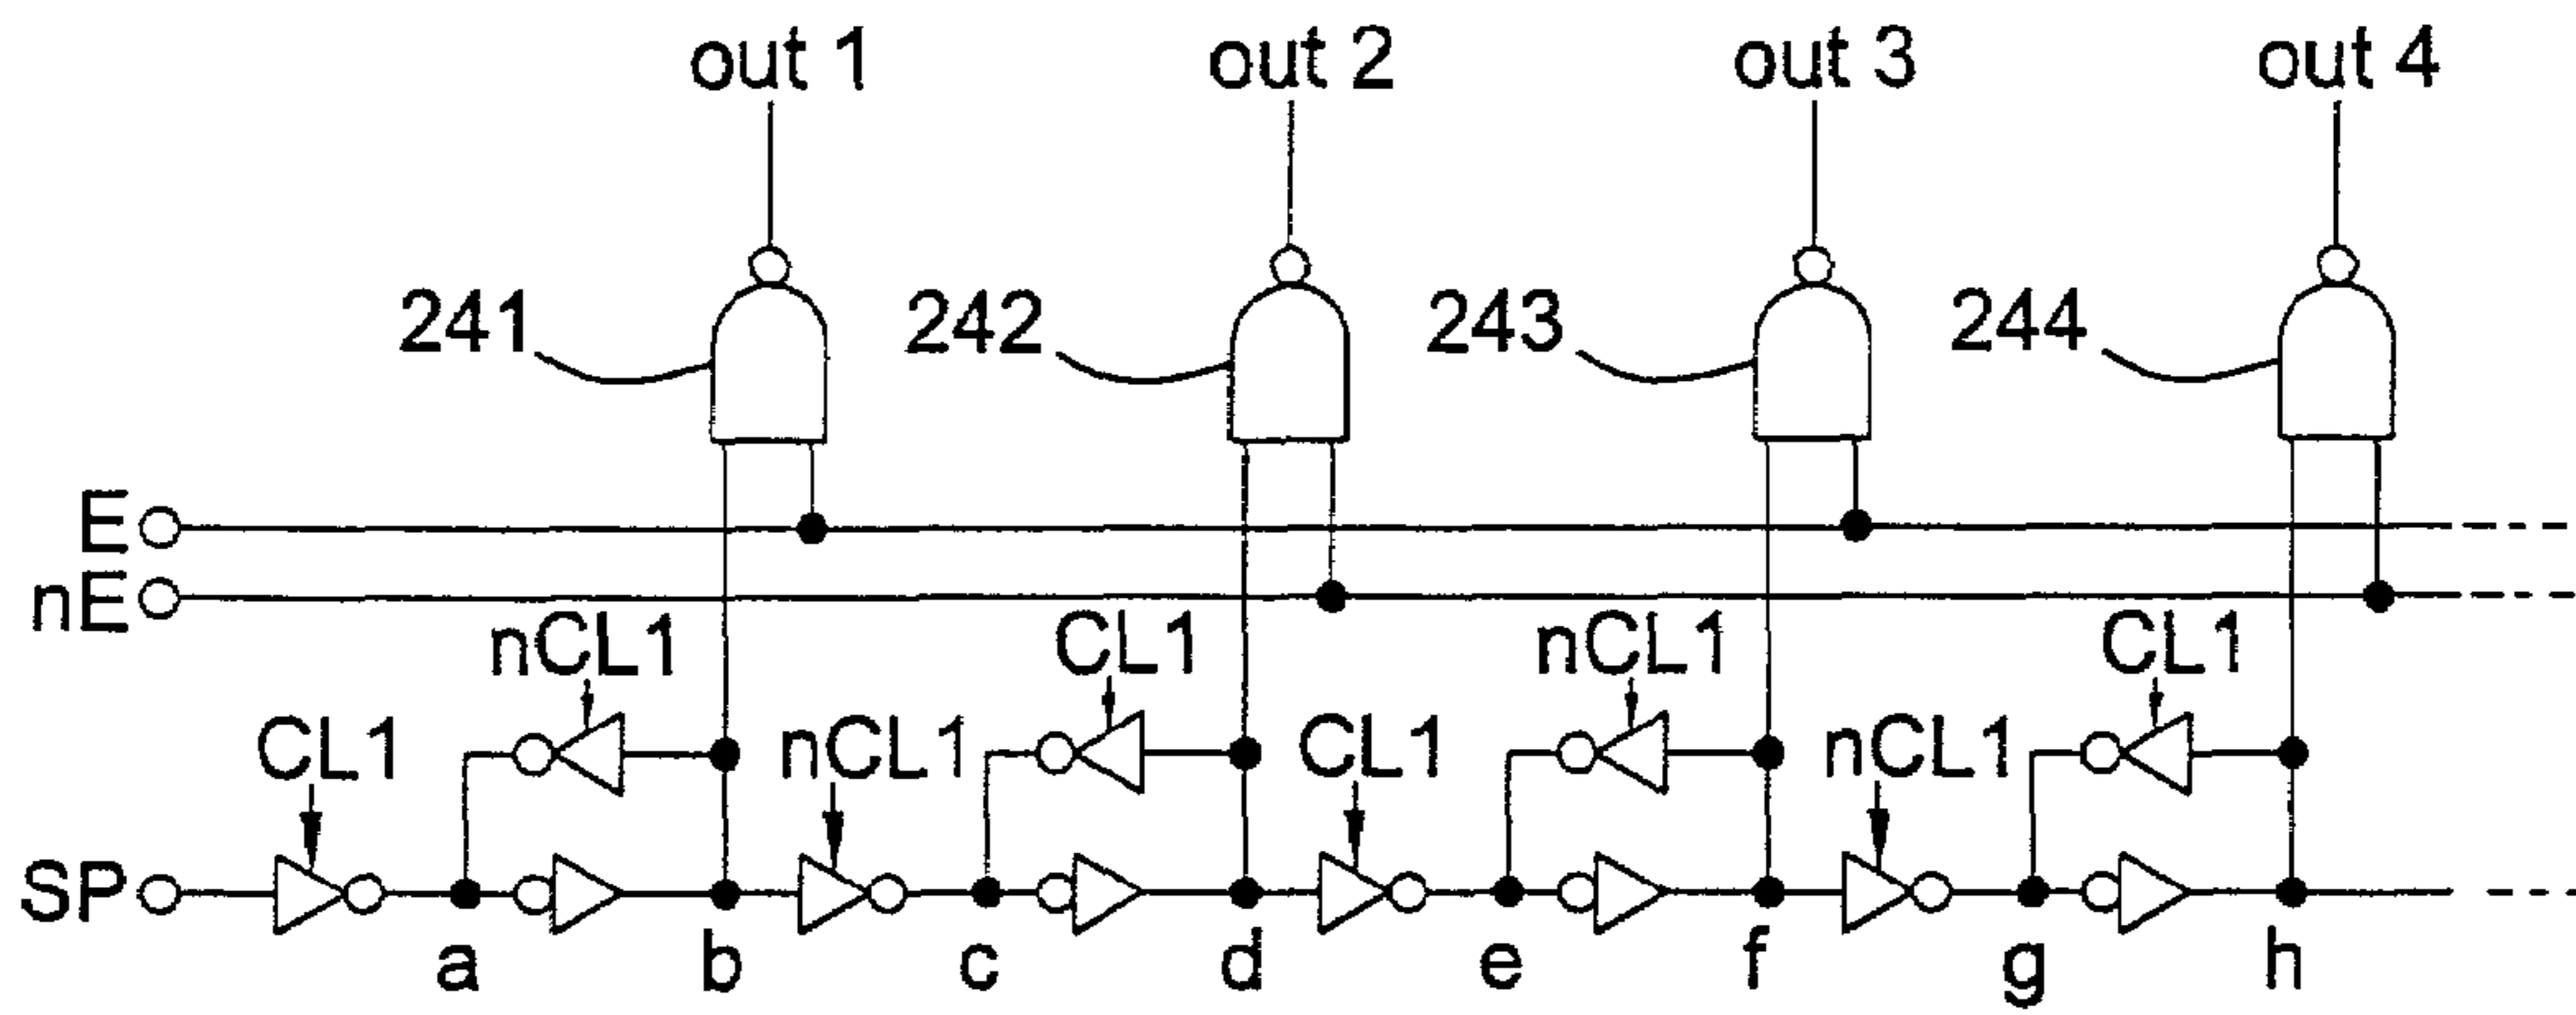 out 1 out 2 out 3 out 4
241 242 243 244
E
nE
nCL1 CL1 nCL1 CL1
CL1 nCL1 CL1 nCL1
SP
a b c d e f g h